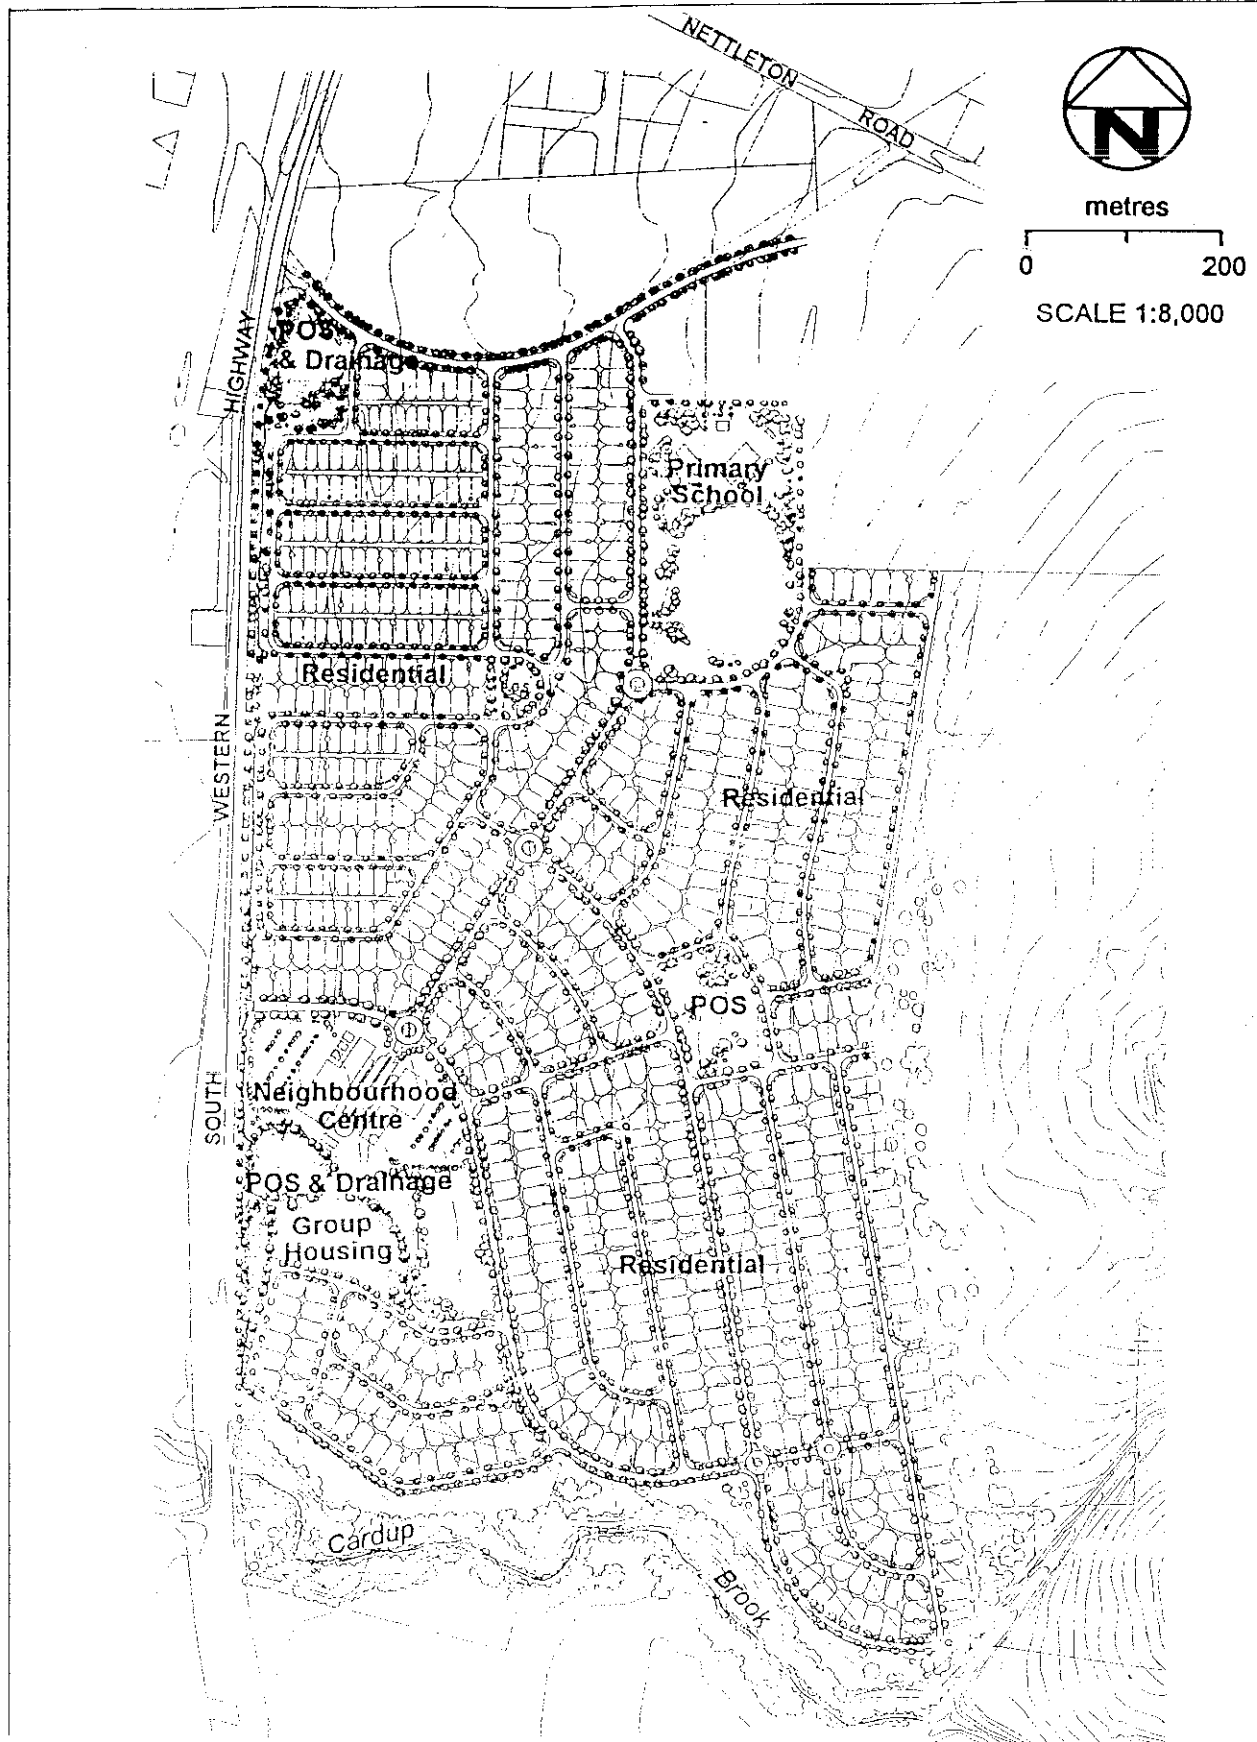 NETTLETON
ROAD
N
metres
0 200
SCALE 1:8,000
POS
& Drainage
HIGHWAY
Primary
School
Residential
WESTERN
Residential
POS
SOUTH
Neighbourhood
Centre
POS & Drainage
Group
Housing
Residential
Cardup
Brook